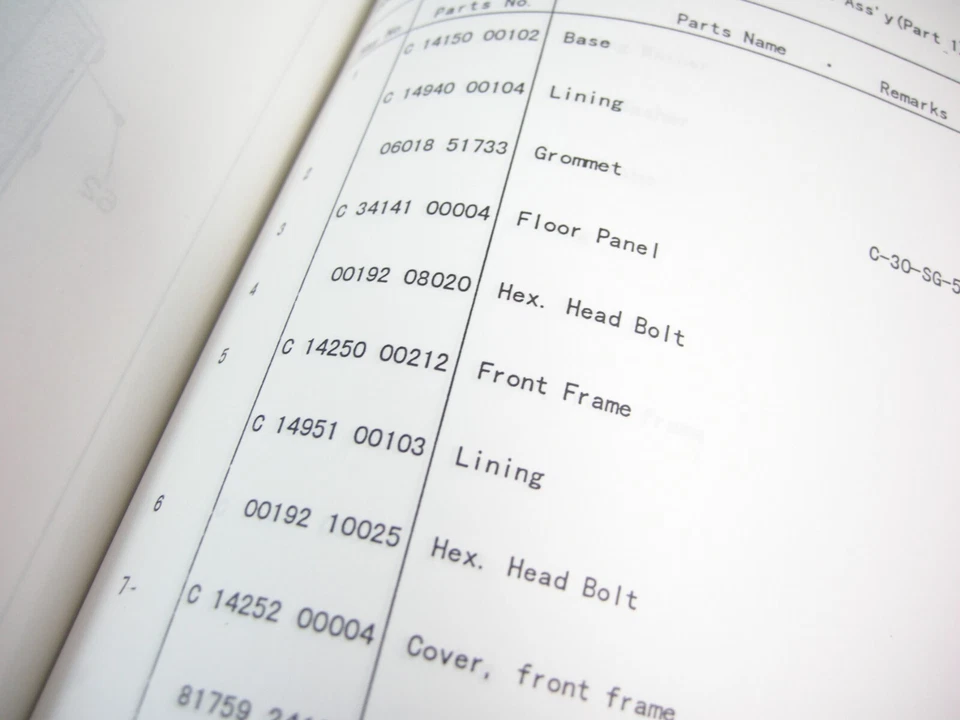 Ass'y(Part 1)
Parts No. Parts Name Remarks
C 14150 00102 Base
C 14940 00104 Lining
2 06018 51733 Grommet
3 C 34141 00004 Floor Panel C-30-SG-5
4 00192 08020 Hex. Head Bolt
5 C 14250 00212 Front Frame
C 14951 00103 Lining
6 00192 10025 Hex. Head Bolt
7- C 14252 00004 Cover, front frame
81759
62